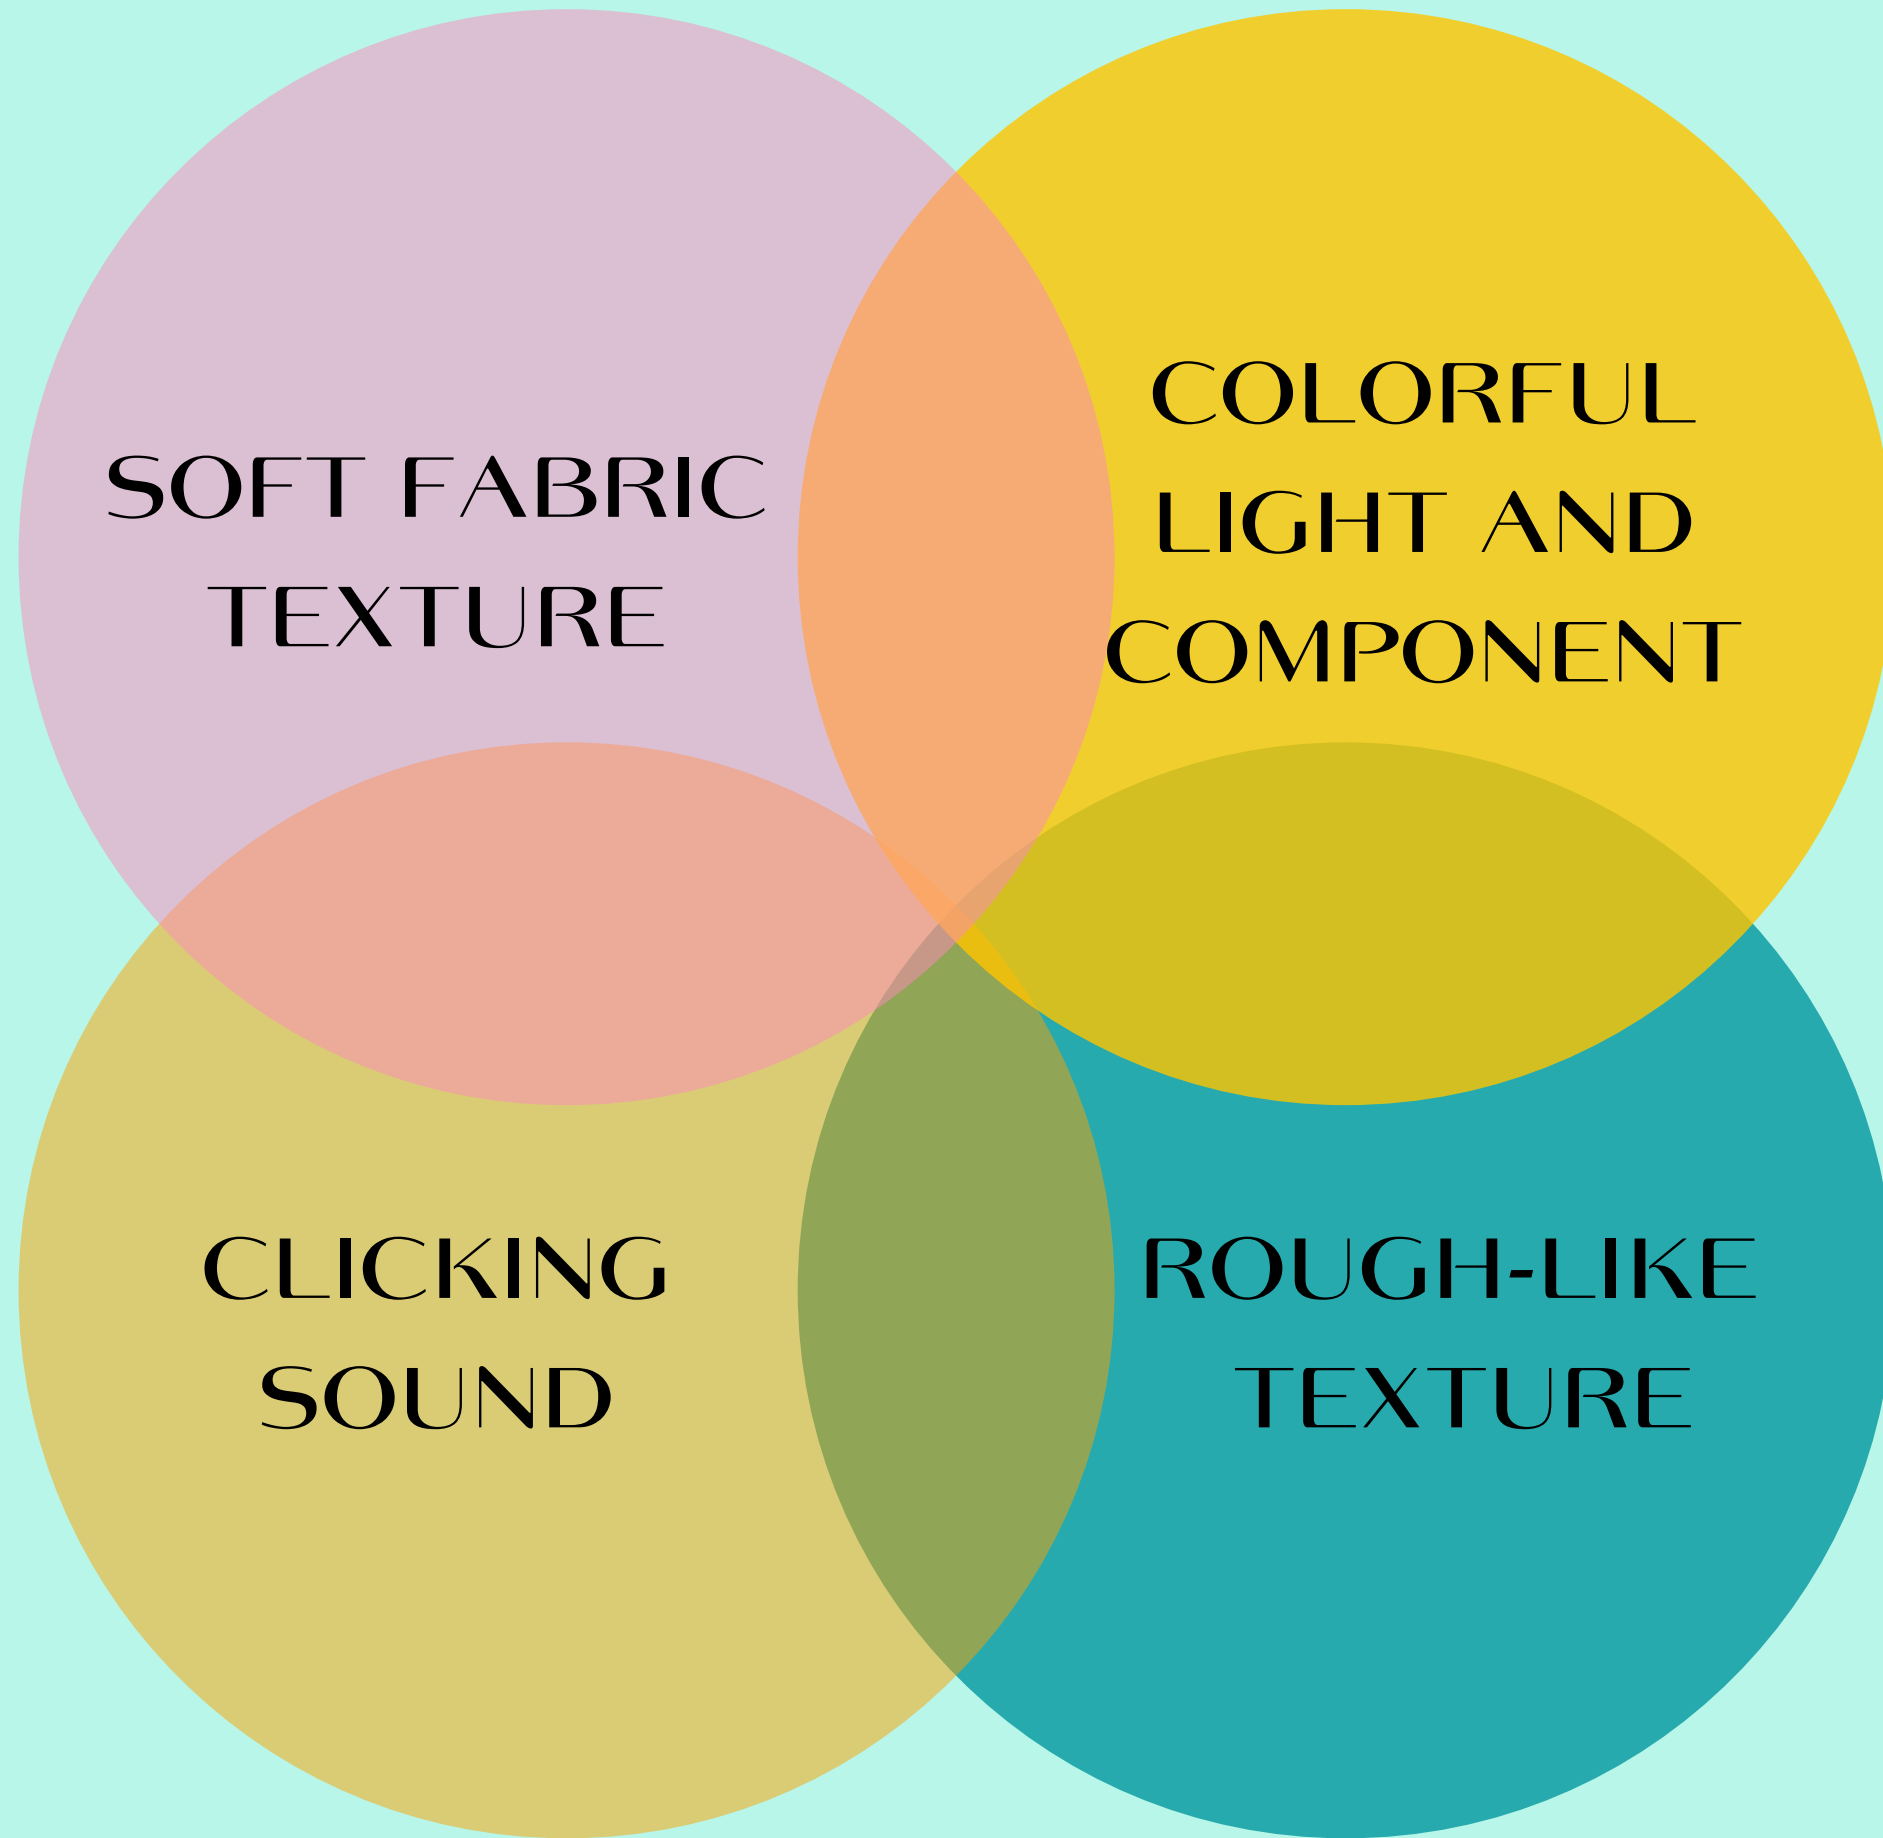 SOFT FABRIC
TEXTURE
COLORFUL
LIGHT AND
COMPONENT
CLICKING
SOUND
ROUGH-LIKE
TEXTURE